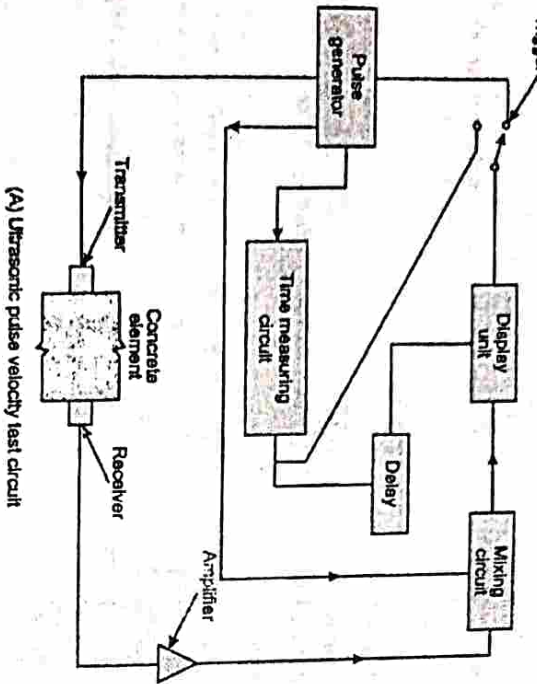 Pulse
generator
Time measuring
circuit
Display
unit
Delay
Mixing
circuit
Transmitter
Concrete
element
Receiver
Amplifier
(A) Ultrasonic pulse velocity test circuit